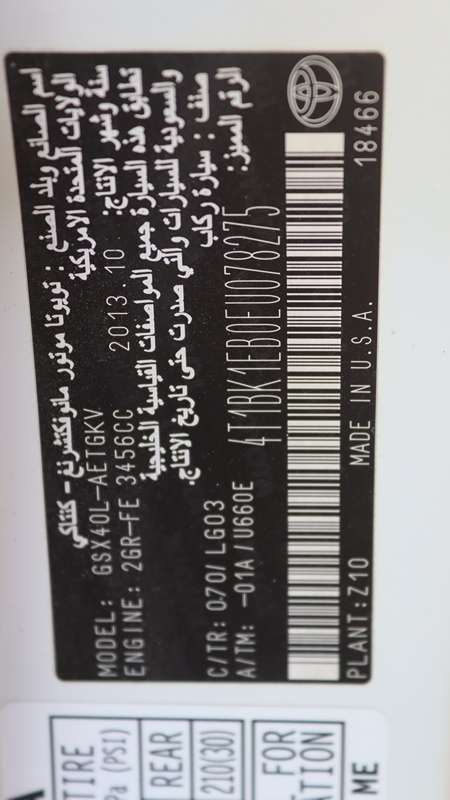 اسم الصانع وبلد الصنع : تويوتا موتور مانوفكتشرنغ - كنتاكي
الولايات المتحدة الامريكية
MODEL: GSX40L-AETGKV
سنة وشهر الانتاج: 2013.10
ENGINE: 2GR-FE 3456CC
تطابق هذه السيارة جميع المواصفات القياسية الخليجية
والسعودية للسيارات والتي صدرت حتى تاريخ الانتاج.
صنف : سيارة ركاب
C/TR: 070/ LG03
الرقم المميز:
A/TM: -01A / U660E
4T1BK1EB0EU078275
PLANT:Z10 MADE IN U.S.A. 18466
TIRE REAR FOR
Pa (PSI) 210(30)
ME